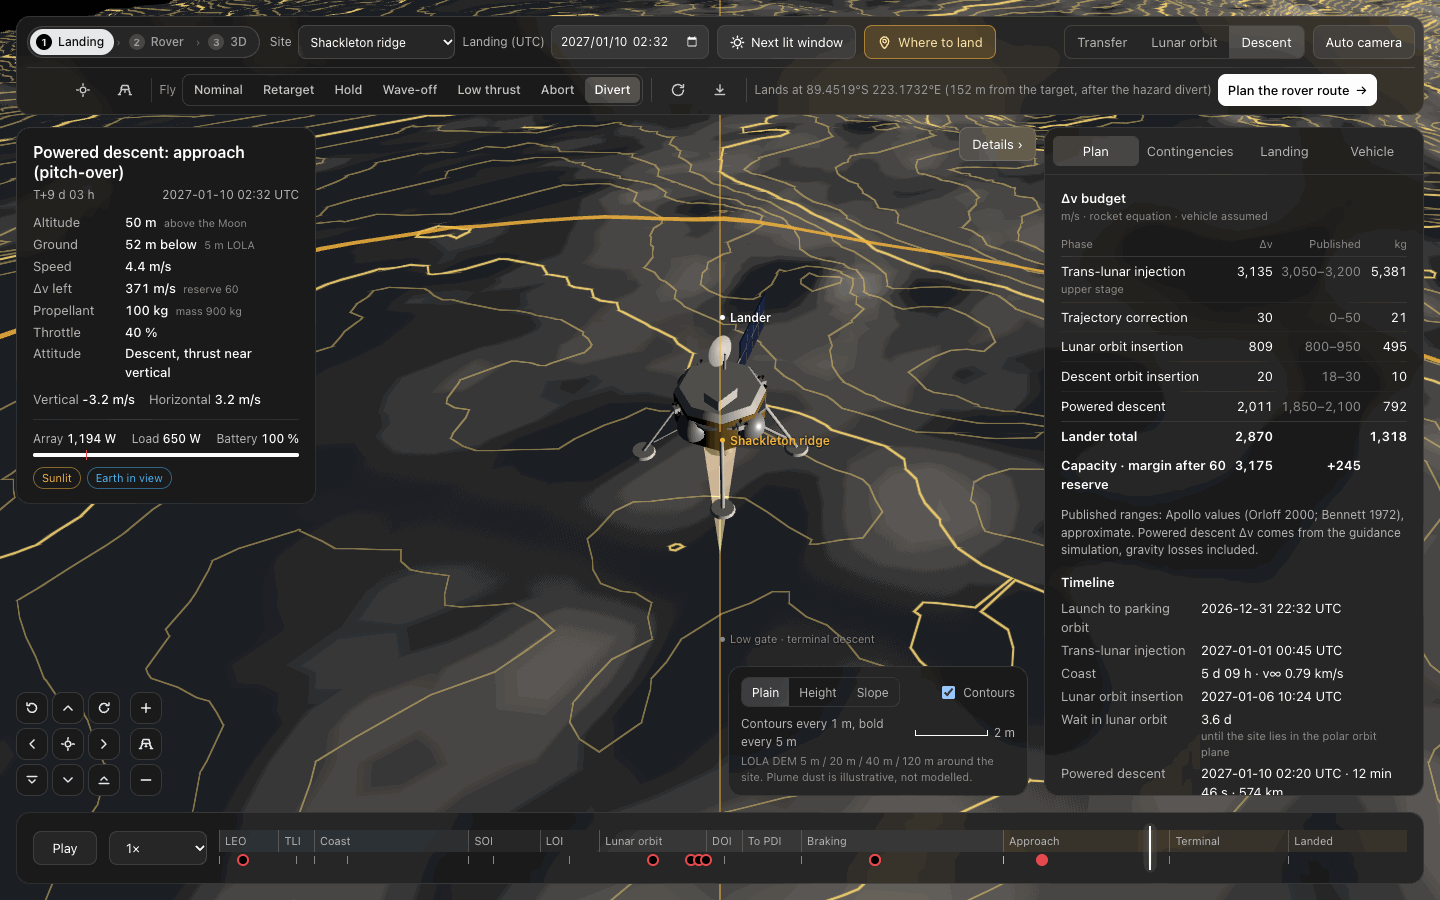 1 Landing › 2 Rover › 3 3D
Site Shackleton ridge
Landing (UTC) 2027/01/10 02:32
Next lit window
Where to land
Transfer Lunar orbit Descent
Auto camera
Fly Nominal Retarget Hold Wave-off Low thrust Abort Divert
Lands at 89.4519°S 223.1732°E (152 m from the target, after the hazard divert)
Plan the rover route →
Powered descent: approach
(pitch-over)
T+9 d 03 h 2027-01-10 02:32 UTC
Altitude 50 m above the Moon
Ground 52 m below 5 m LOLA
Speed 4.4 m/s
Δv left 371 m/s reserve 60
Propellant 100 kg mass 900 kg
Throttle 40 %
Attitude Descent, thrust near
vertical
Vertical -3.2 m/s Horizontal 3.2 m/s
Array 1,194 W Load 650 W Battery 100 %
Sunlit Earth in view
Details ›
Lander
Shackleton ridge
Low gate · terminal descent
Plain Height Slope
Contours
Contours every 1 m, bold
every 5 m
2 m
LOLA DEM 5 m / 20 m / 40 m / 120 m around the
site. Plume dust is illustrative, not modelled.
Plan Contingencies Landing Vehicle
Δv budget
m/s · rocket equation · vehicle assumed
Phase Δv Published kg
Trans-lunar injection 3,135 3,050–3,200 5,381
upper stage
Trajectory correction 30 0–50 21
Lunar orbit insertion 809 800–950 495
Descent orbit insertion 20 18–30 10
Powered descent 2,011 1,850–2,100 792
Lander total 2,870 1,318
Capacity · margin after 60 3,175 +245
reserve
Published ranges: Apollo values (Orloff 2000; Bennett 1972),
approximate. Powered descent Δv comes from the guidance
simulation, gravity losses included.
Timeline
Launch to parking 2026-12-31 22:32 UTC
orbit
Trans-lunar injection 2027-01-01 00:45 UTC
Coast 5 d 09 h · v∞ 0.79 km/s
Lunar orbit insertion 2027-01-06 10:24 UTC
Wait in lunar orbit 3.6 d
until the site lies in the polar orbit
plane
Powered descent 2027-01-10 02:20 UTC · 12 min
46 s · 574 km
Play 1×
LEO TLI Coast SOI LOI Lunar orbit DOI To PDI Braking Approach Terminal Landed